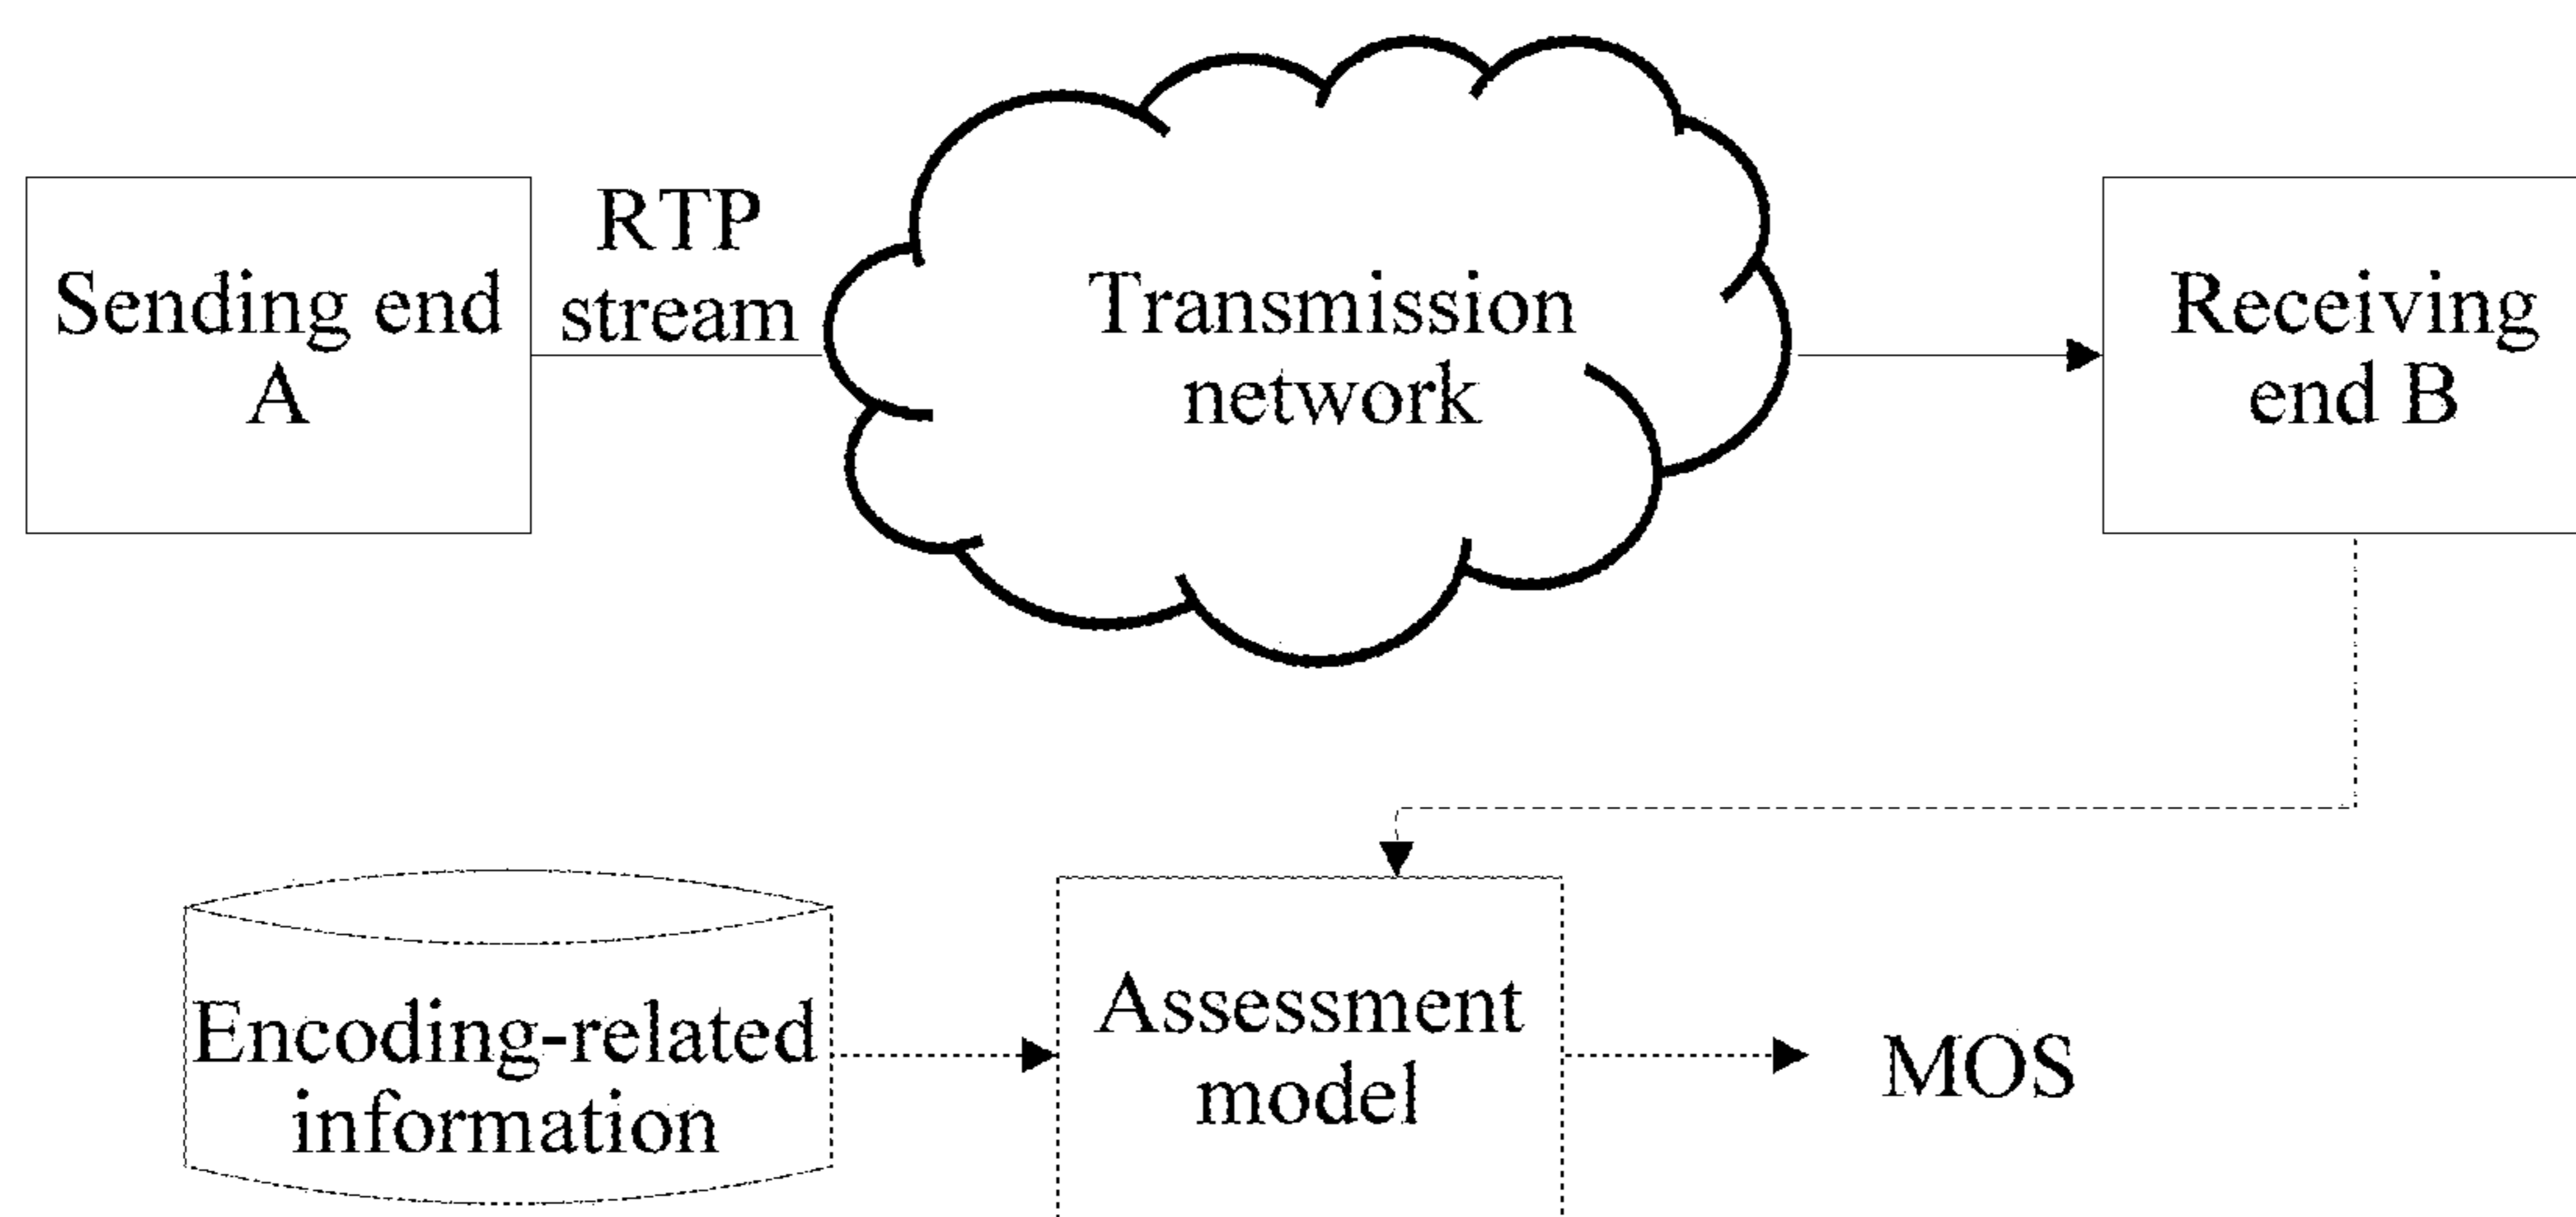 Sending end
A
RTP
stream
Transmission
network
Receiving
end B
Encoding-related
information
Assessment
model
MOS